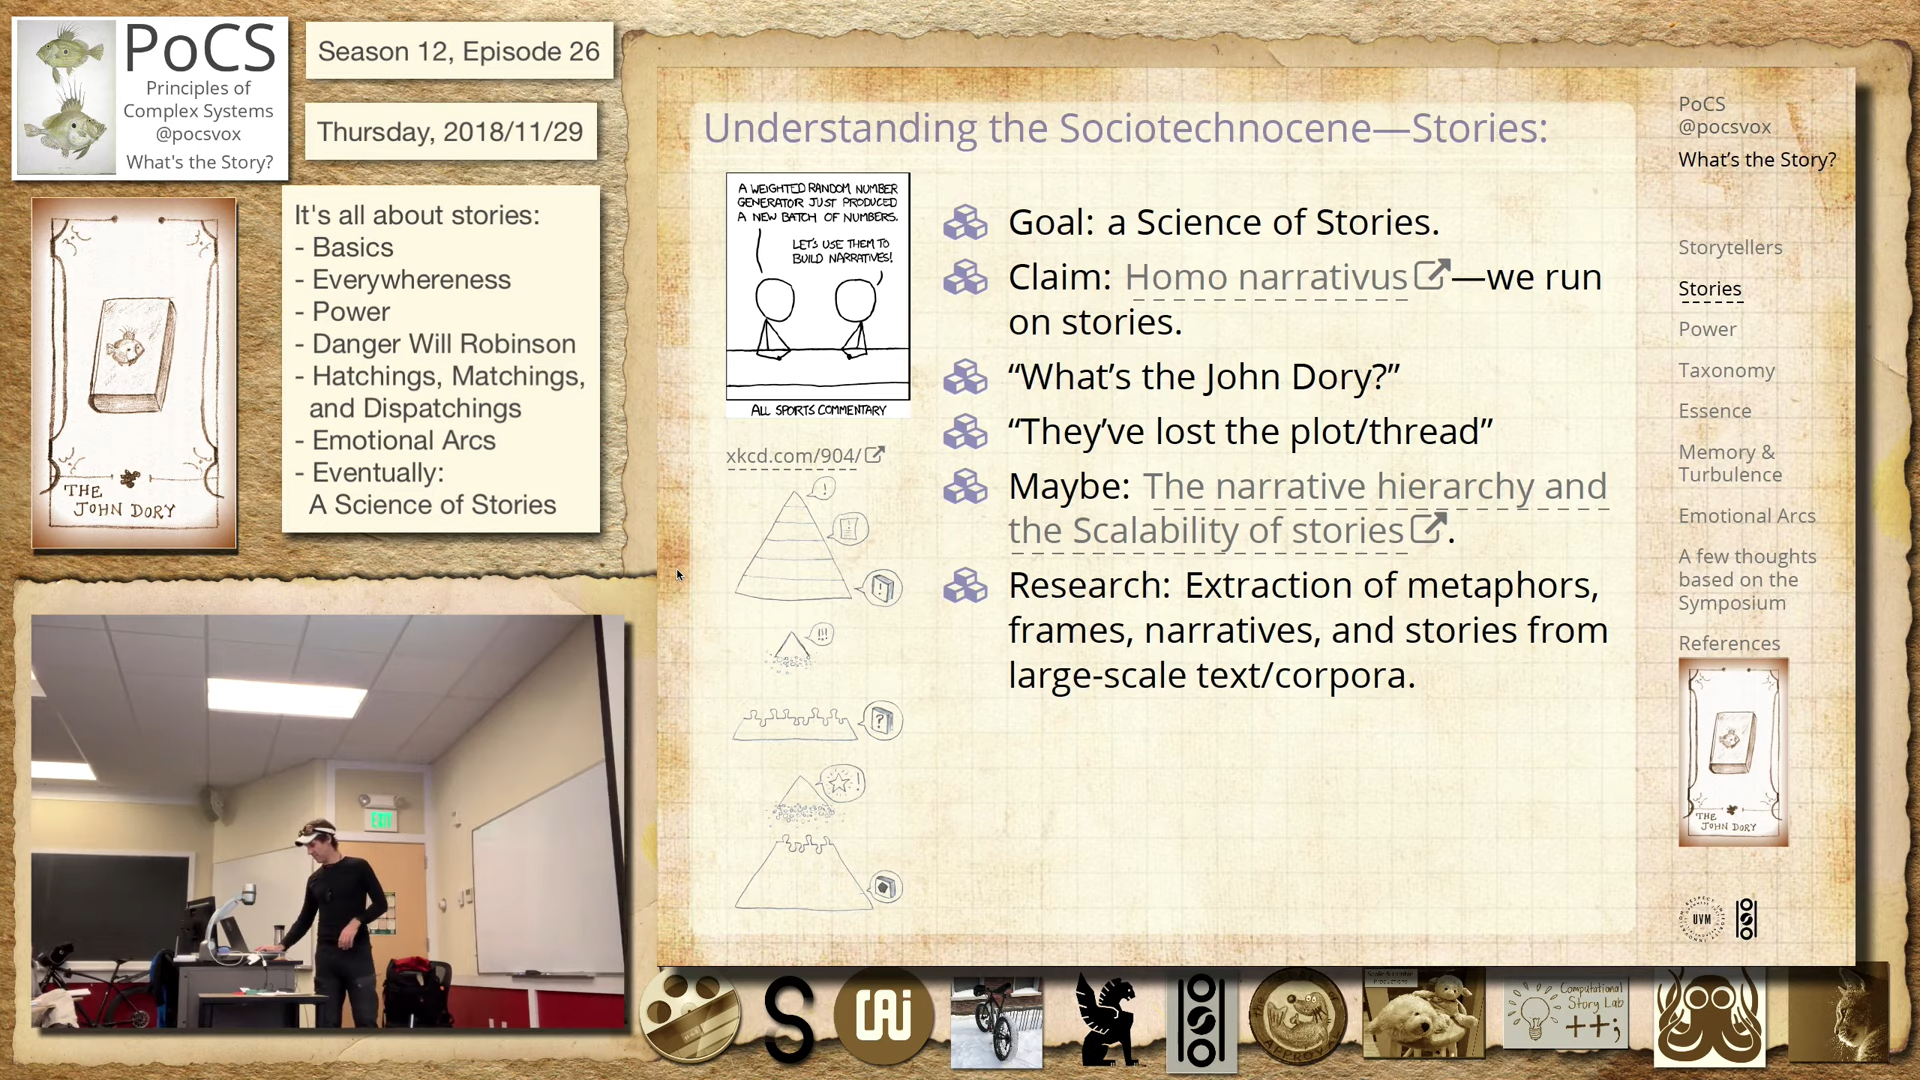 PoCS
Principles of
Complex Systems
@pocsvox
What's the Story?
Season 12, Episode 26
Thursday, 2018/11/29
It's all about stories:
- Basics
- Everywhereness
- Power
- Danger Will Robinson
- Hatchings, Matchings,
and Dispatchings
- Emotional Arcs
- Eventually:
A Science of Stories
THE
JOHN DORY
EXIT
Understanding the Sociotechnocene—Stories:
A WEIGHTED RANDOM NUMBER
GENERATOR JUST PRODUCED
A NEW BATCH OF NUMBERS.
LET'S USE THEM TO
BUILD NARRATIVES!
ALL SPORTS COMMENTARY
xkcd.com/904/
!
!
!!!
?
!
Goal: a Science of Stories.
Claim: Homo narrativus—we run
on stories.
“What’s the John Dory?”
“They’ve lost the plot/thread”
Maybe: The narrative hierarchy and
the Scalability of stories.
Research: Extraction of metaphors,
frames, narratives, and stories from
large-scale text/corpora.
PoCS
@pocsvox
What’s the Story?
Storytellers
Stories
Power
Taxonomy
Essence
Memory &
Turbulence
Emotional Arcs
A few thoughts
based on the
Symposium
References
THE
JOHN DORY
UVM
S
Computational
Story Lab
++;